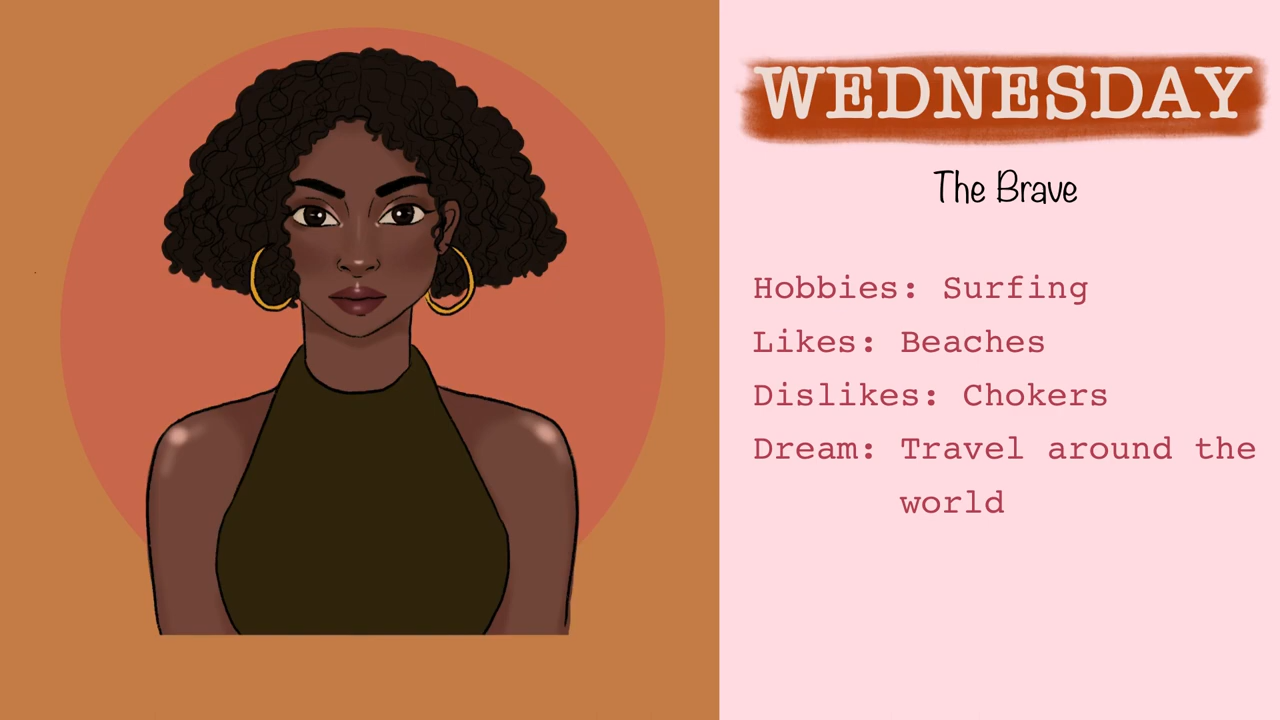 WEDNESDAY
The Brave
Hobbies: Surfing
Likes: Beaches
Dislikes: Chokers
Dream: Travel around the
world